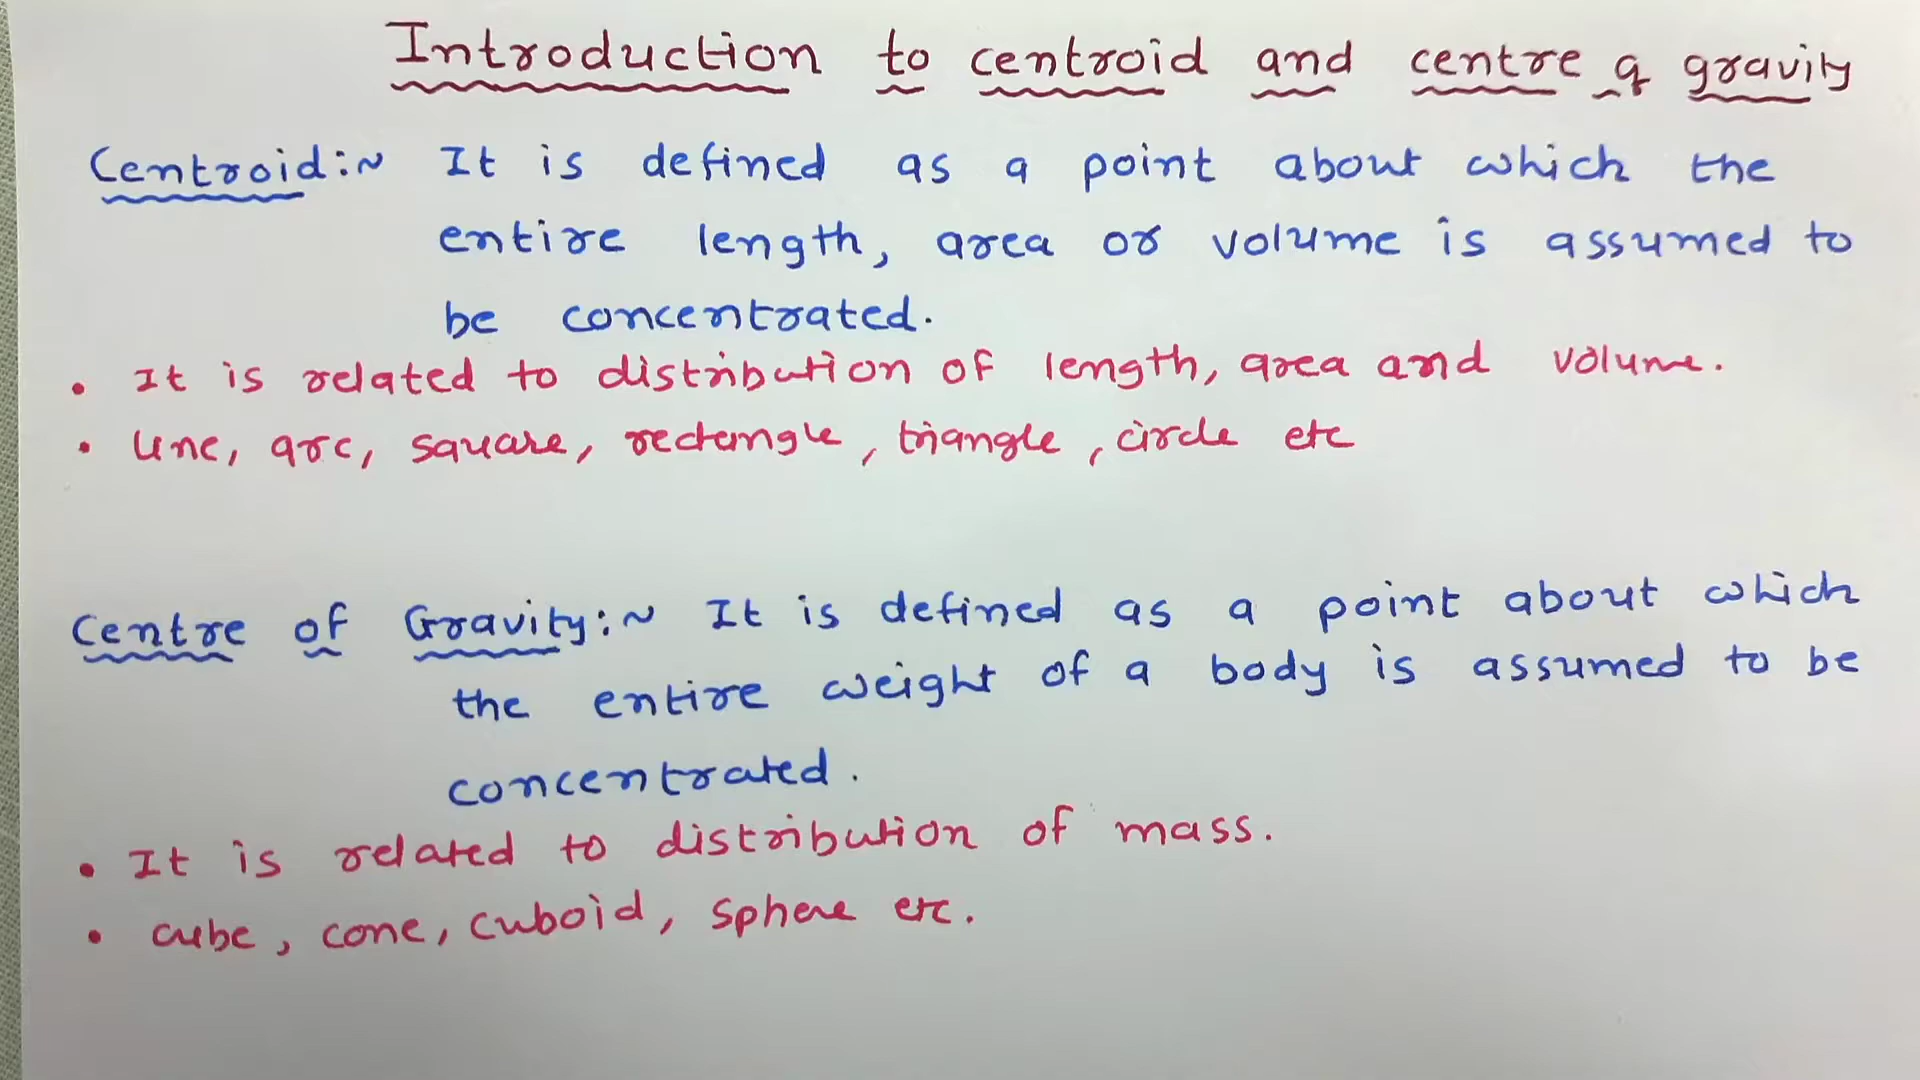 Introduction to centroid and centre of gravity
Centroid:~ It is defined as a point about which the
entire length, area or volume is assumed to
be concentrated.
• It is related to distribution of length, area and volume.
• Line, arc, square, rectangle, triangle, circle etc
Centre of Gravity:~ It is defined as a point about which
the entire weight of a body is assumed to be
concentrated.
• It is related to distribution of mass.
• cube, cone, cuboid, sphere etc.